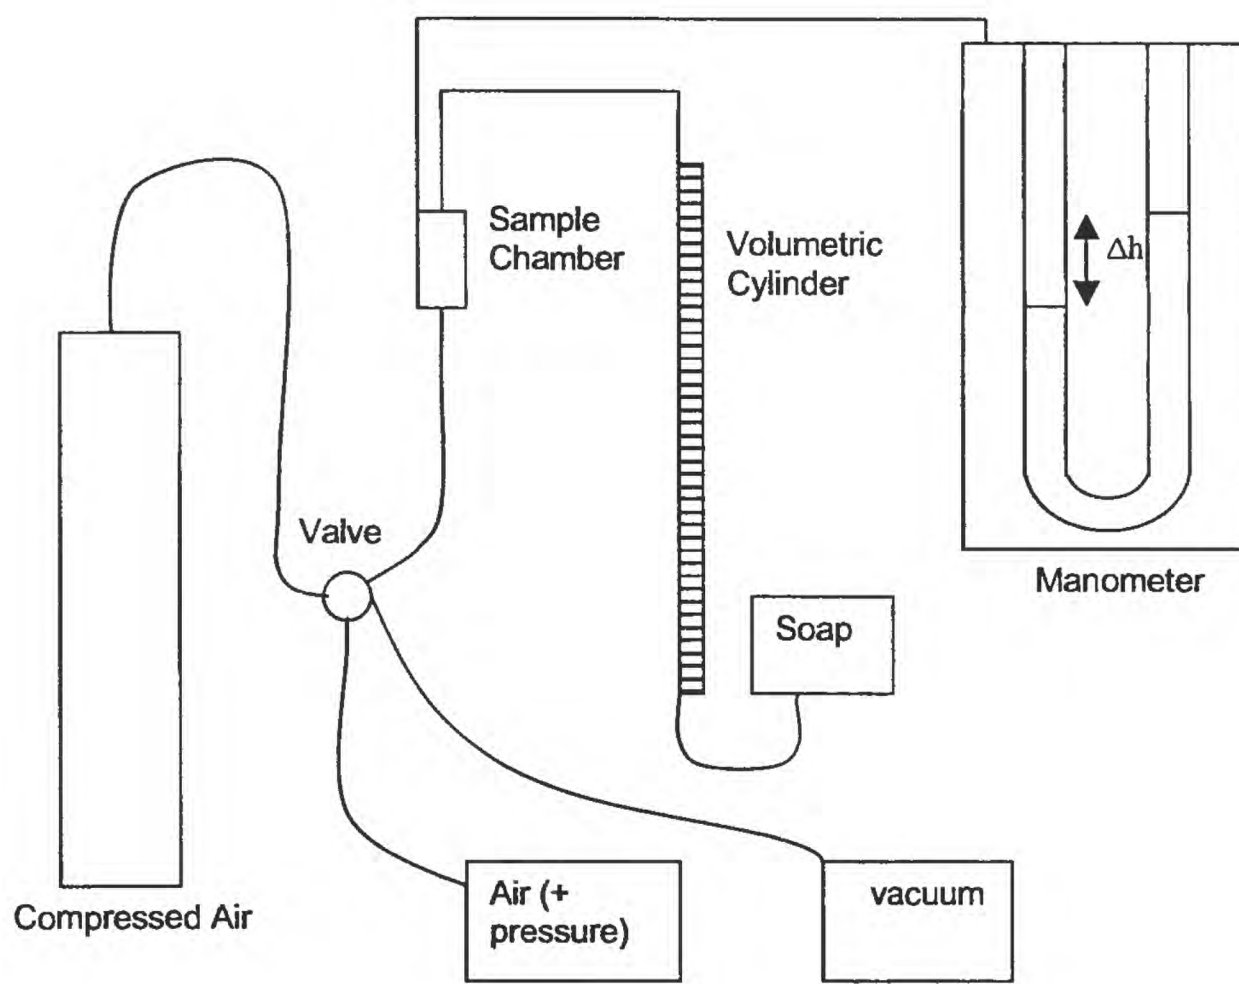 Sample
Chamber
Volumetric
Cylinder
Δh
Valve
Manometer
Soap
Compressed Air
Air (+
pressure)
vacuum